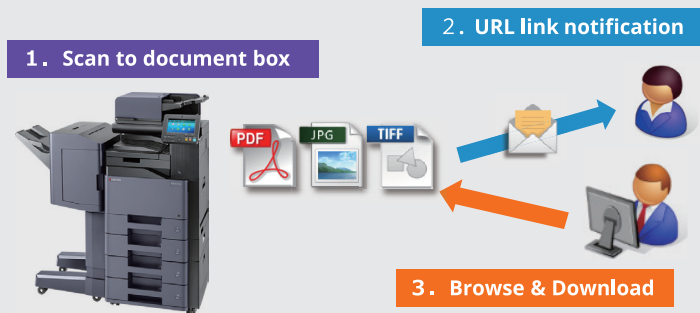 2. URL link notification
1. Scan to document box
PDF
JPG
TIFF
3. Browse & Download